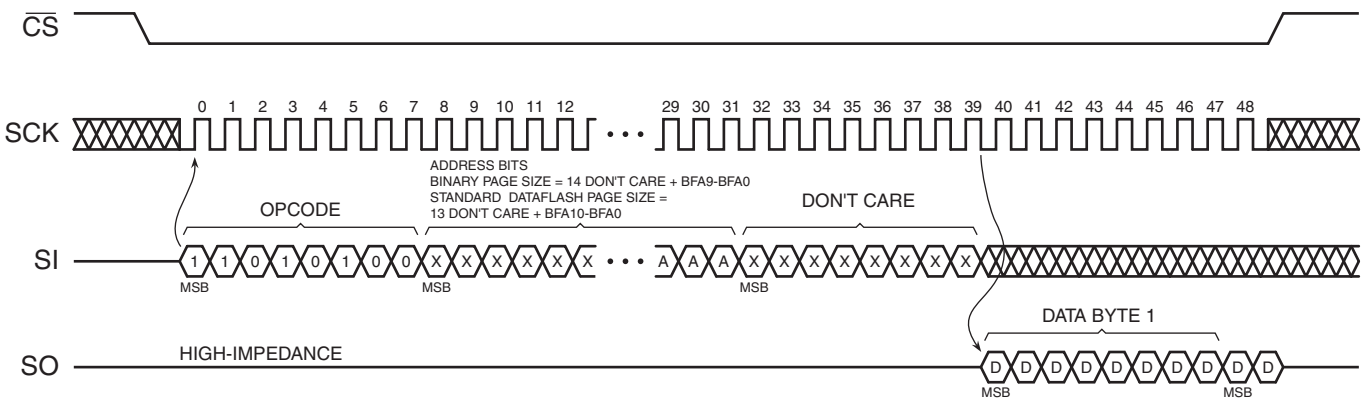 CS
SCK
0 1 2 3 4 5 6 7 8 9 10 11 12 29 30 31 32 33 34 35 36 37 38 39 40 41 42 43 44 45 46 47 48
ADDRESS BITS
BINARY PAGE SIZE = 14 DON'T CARE + BFA9-BFA0
STANDARD DATAFLASH PAGE SIZE =
13 DON'T CARE + BFA10-BFA0
OPCODE
DON'T CARE
SI
1 1 0 1 0 1 0 0 X X X X X X • • • A A A X X X X X X X X
MSB MSB MSB
DATA BYTE 1
SO
HIGH-IMPEDANCE
D D D D D D D D D D
MSB MSB